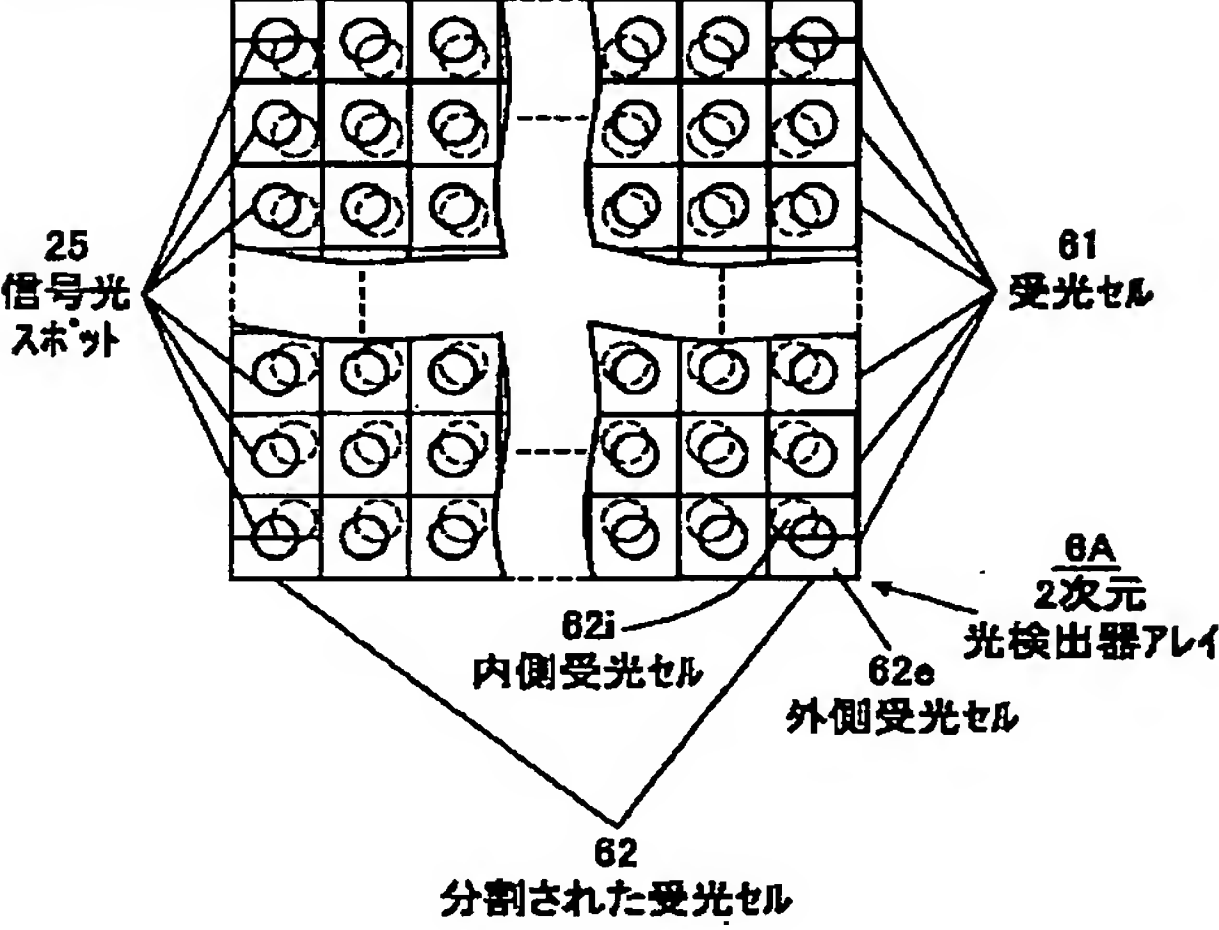 25
信号光
スポット
61
受光セル
6A
2次元
光検出器アレイ
62i
内側受光セル
62e
外側受光セル
62
分割された受光セル